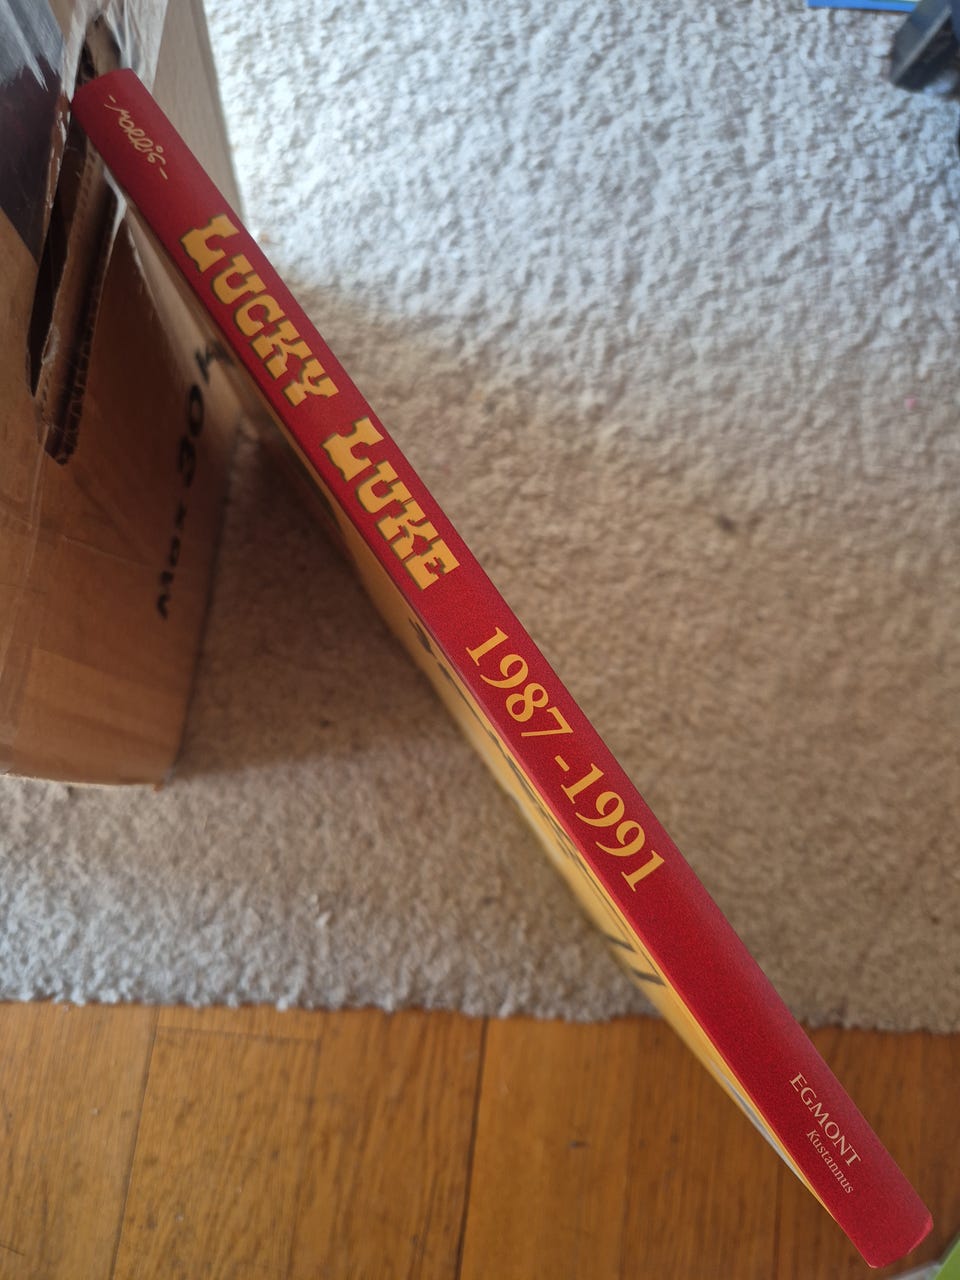 -MORRIS-
LUCKY LUKE
1987-1991
EGMONT
Kustannus